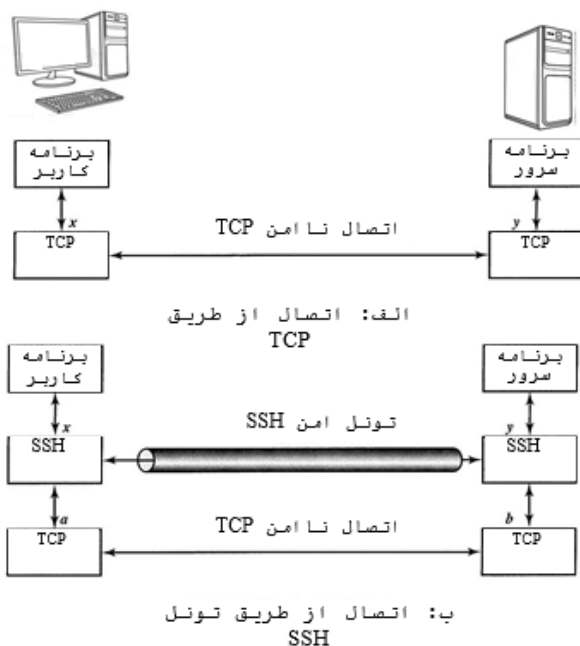 برنامه
کاربر
برنامه
سرور
x
y
TCP
TCP
اتصال ناامن TCP
الف: اتصال از طریق
TCP
برنامه
کاربر
برنامه
سرور
x
y
SSH
SSH
تونل امن SSH
a
b
TCP
TCP
اتصال ناامن TCP
ب: اتصال از طریق تونل
SSH